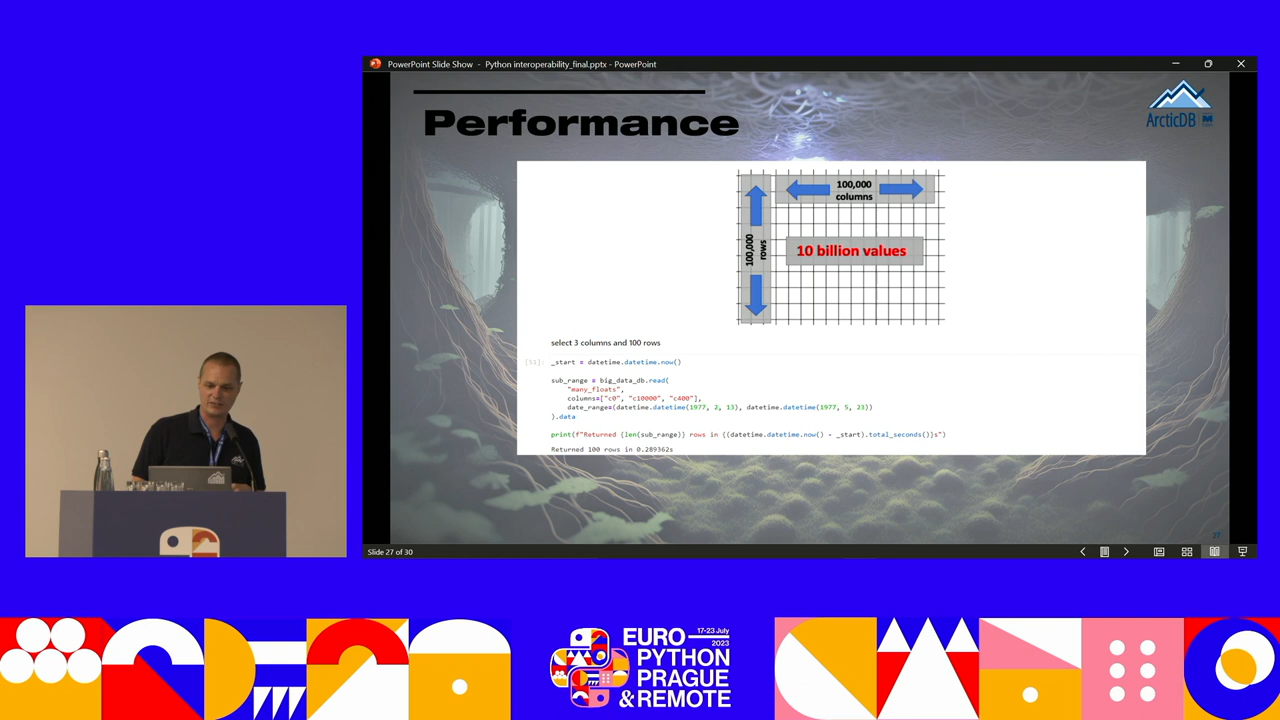 PowerPoint Slide Show - Python interoperability_final.pptx - PowerPoint
Performance
ArcticDB
100,000
columns
100,000
rows
10 billion values
select 3 columns and 100 rows
[51]: _start = datetime.datetime.now()
sub_range = big_data_db.read(
"many_floats",
columns=["c0", "c10000", "c400"],
date_range=(datetime.datetime(1977, 2, 13), datetime.datetime(1977, 5, 23))
).data
print(f"Returned {len(sub_range)} rows in {(datetime.datetime.now() - _start).total_seconds()}s")
Returned 100 rows in 0.289362s
27
Slide 27 of 30
EURO 17-23 July
2023
PYTHON
PRAGUE
& REMOTE